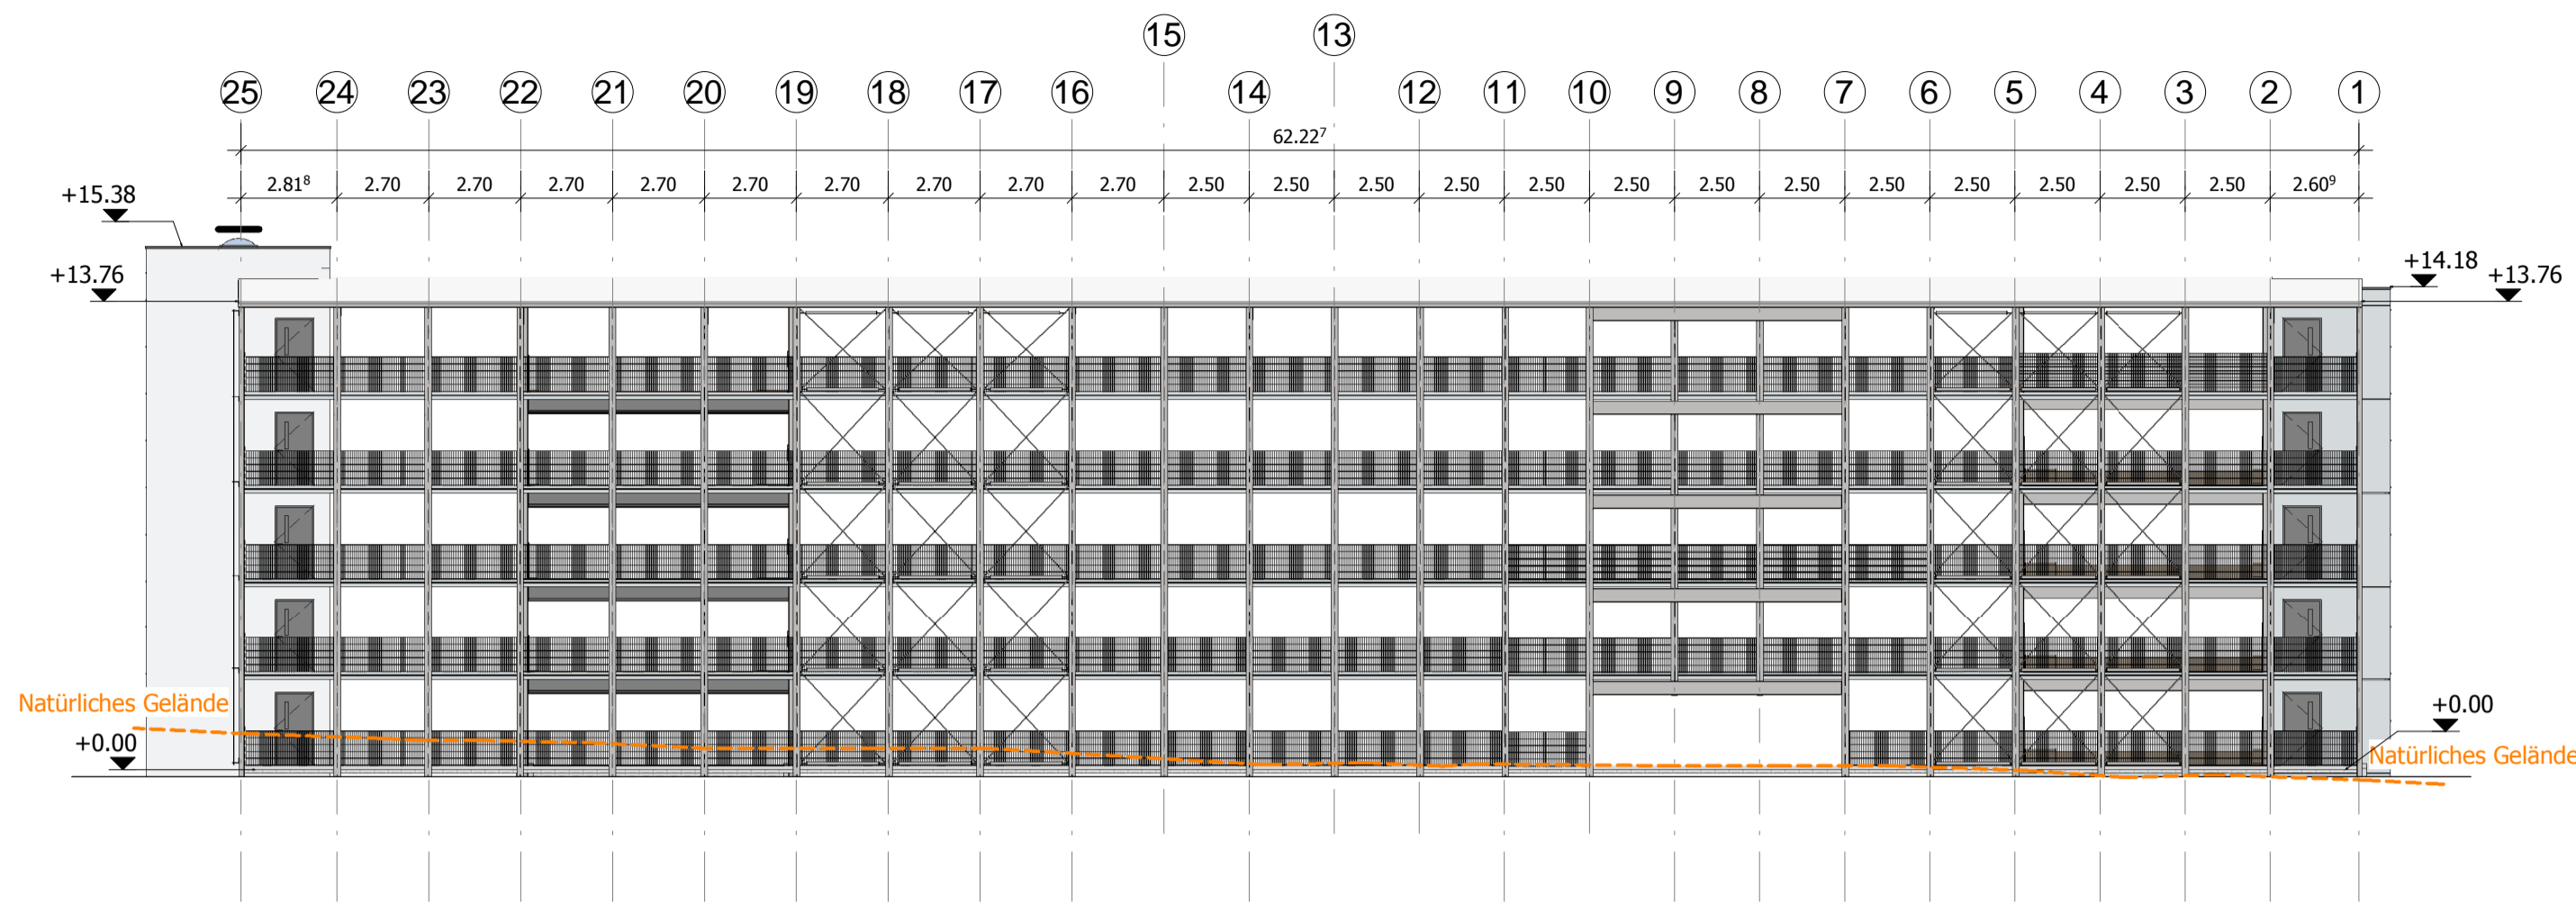 15 13
25 24 23 22 21 20 19 18 17 16 14 12 11 10 9 8 7 6 5 4 3 2 1
62.22⁷
2.81⁸ 2.70 2.70 2.70 2.70 2.70 2.70 2.70 2.70 2.70 2.50 2.50 2.50 2.50 2.50 2.50 2.50 2.50 2.50 2.50 2.50 2.50 2.50 2.60⁹
+15.38
+13.76 +14.18 +13.76
Natürliches Gelände +0.00
+0.00 Natürliches Gelände